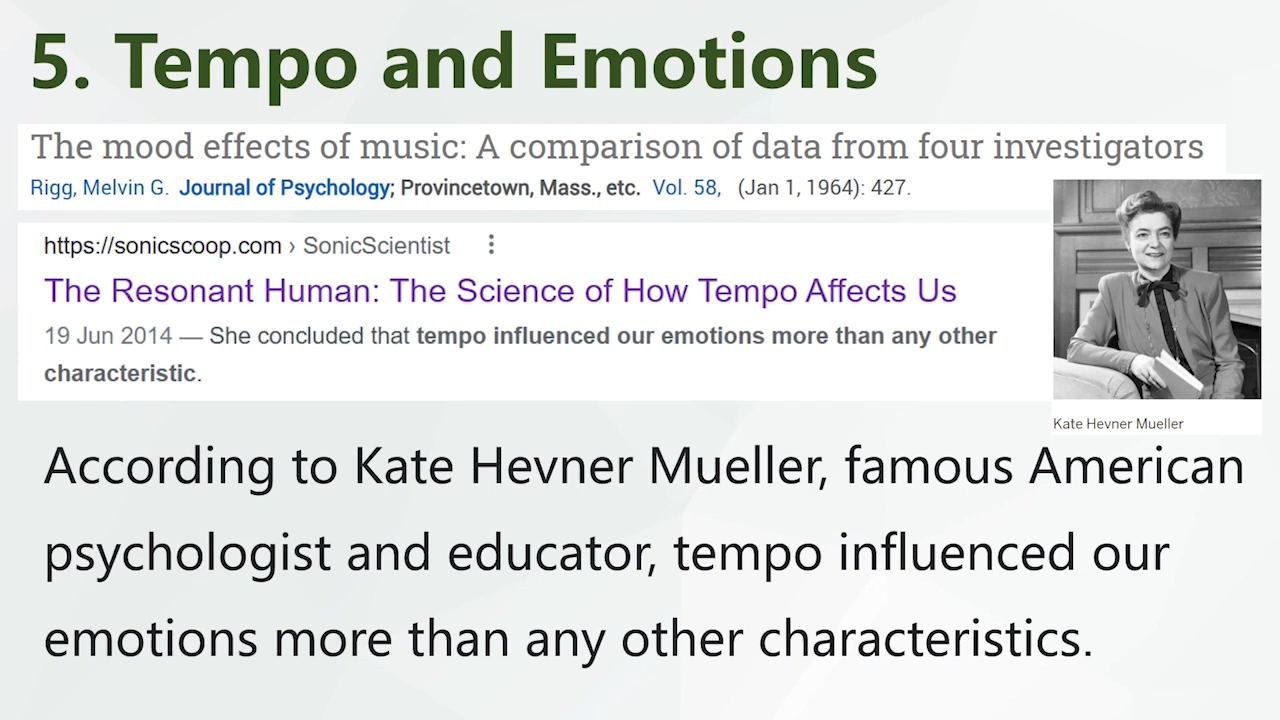 5. Tempo and Emotions
The mood effects of music: A comparison of data from four investigators
Rigg, Melvin G. Journal of Psychology; Provincetown, Mass., etc. Vol. 58, (Jan 1, 1964): 427.
https://sonicscoop.com › SonicScientist ⋮
The Resonant Human: The Science of How Tempo Affects Us
19 Jun 2014 — She concluded that tempo influenced our emotions more than any other
characteristic.
Kate Hevner Mueller
According to Kate Hevner Mueller, famous American
psychologist and educator, tempo influenced our
emotions more than any other characteristics.